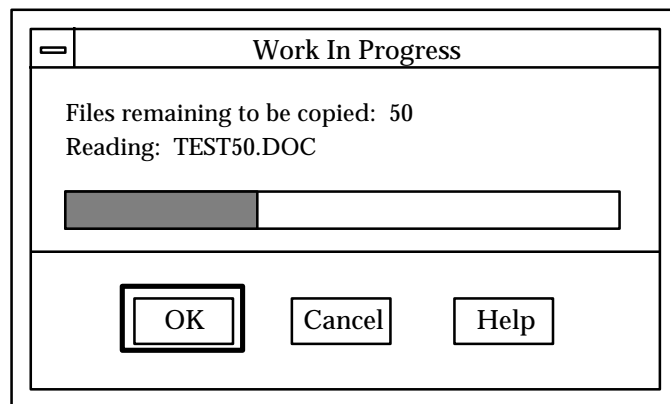 Work In Progress
Files remaining to be copied: 50
Reading: TEST50.DOC
OK Cancel Help